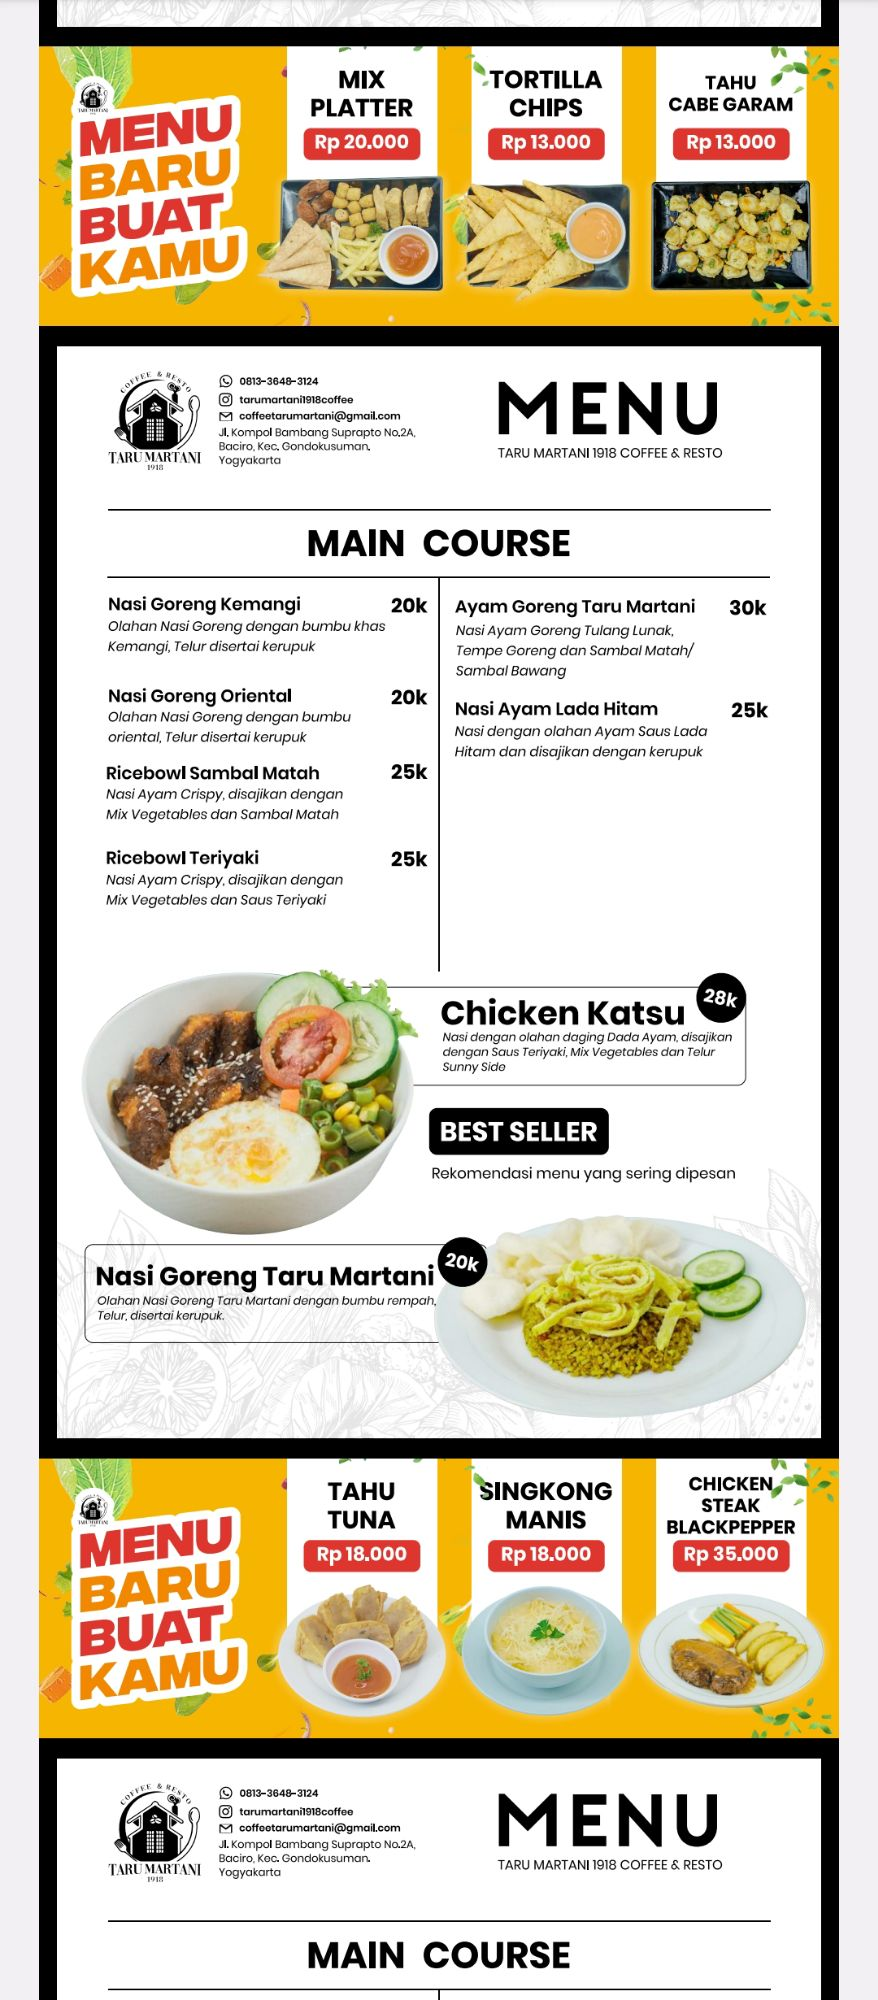 MENU
BARU
BUAT
KAMU
MIX
PLATTER
Rp 20.000
TORTILLA
CHIPS
Rp 13.000
TAHU
CABE GARAM
Rp 13.000
COFFEE & RESTO
TARU MARTANI
1918
0813-3648-3124
tarumartani1918coffee
coffeetarumartani@gmail.com
Jl. Kompol Bambang Suprapto No.2A,
Baciro, Kec. Gondokusuman.
Yogyakarta
MENU
TARU MARTANI 1918 COFFEE & RESTO
MAIN COURSE
Nasi Goreng Kemangi 20k
Olahan Nasi Goreng dengan bumbu khas
Kemangi, Telur disertai kerupuk
Nasi Goreng Oriental 20k
Olahan Nasi Goreng dengan bumbu
oriental, Telur disertai kerupuk
Ricebowl Sambal Matah 25k
Nasi Ayam Crispy, disajikan dengan
Mix Vegetables dan Sambal Matah
Ricebowl Teriyaki 25k
Nasi Ayam Crispy, disajikan dengan
Mix Vegetables dan Saus Teriyaki
Ayam Goreng Taru Martani 30k
Nasi Ayam Goreng Tulang Lunak,
Tempe Goreng dan Sambal Matah/
Sambal Bawang
Nasi Ayam Lada Hitam 25k
Nasi dengan olahan Ayam Saus Lada
Hitam dan disajikan dengan kerupuk
Chicken Katsu 28k
Nasi dengan olahan daging Dada Ayam, disajikan
dengan Saus Teriyaki, Mix Vegetables dan Telur
Sunny Side
BEST SELLER
Rekomendasi menu yang sering dipesan
Nasi Goreng Taru Martani 20k
Olahan Nasi Goreng Taru Martani dengan bumbu rempah,
Telur, disertai kerupuk.
MENU
BARU
BUAT
KAMU
TAHU
TUNA
Rp 18.000
SINGKONG
MANIS
Rp 18.000
CHICKEN
STEAK
BLACKPEPPER
Rp 35.000
COFFEE & RESTO
TARU MARTANI
1918
0813-3648-3124
tarumartani1918coffee
coffeetarumartani@gmail.com
Jl. Kompol Bambang Suprapto No.2A,
Baciro, Kec. Gondokusuman.
Yogyakarta
MENU
TARU MARTANI 1918 COFFEE & RESTO
MAIN COURSE